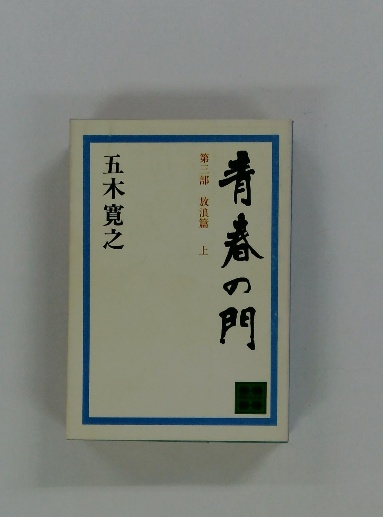 青春の門
第三部 放浪篇 上
五木寛之